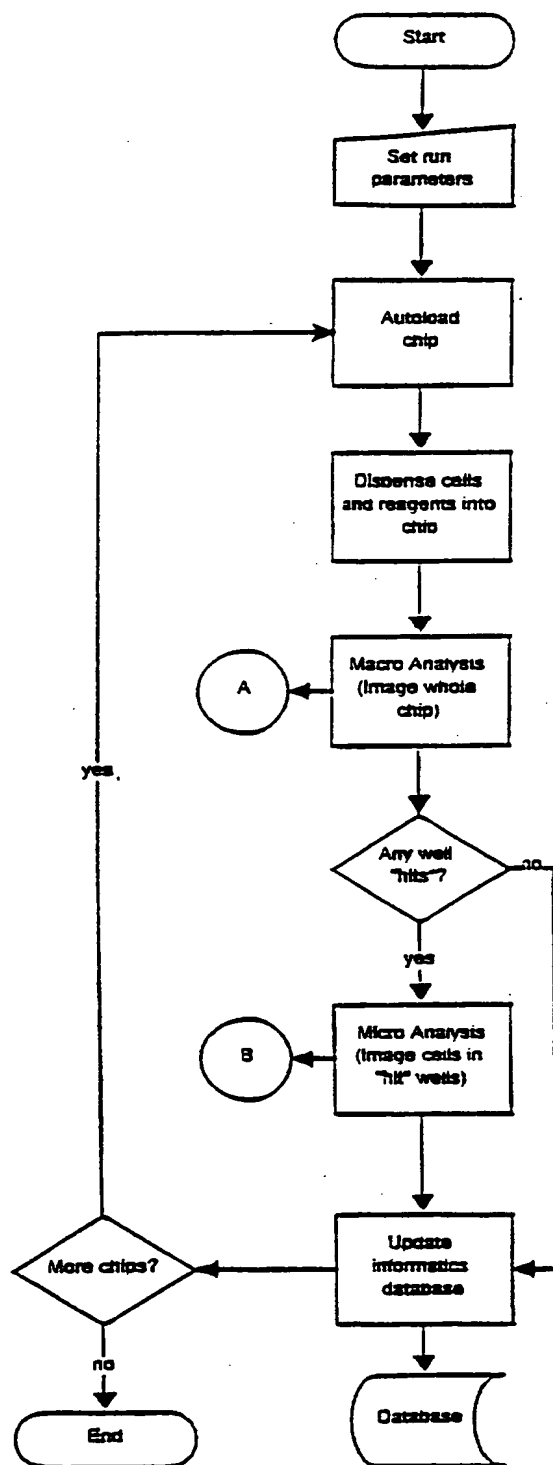 Start
Set run
parameters
Autoload
chip
Dispense cells
and reagents into
chip
A
Macro Analysis
(Image whole
chip)
yes
Any well
"hits"?
no
yes
B
Micro Analysis
(Image cells in
"hit" wells)
More chips?
Update
informatics
database
no
End
Database